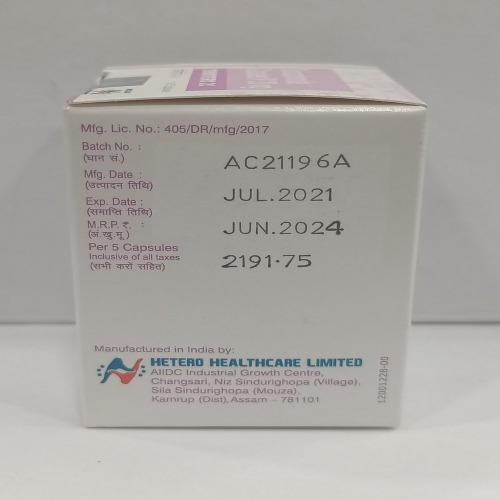 Mfg. Lic. No.: 405/DR/mfg/2017
Batch No. : AC21196A
(घान सं.)
Mfg. Date : JUL.2021
(उत्पादन तिथि)
Exp. Date : JUN.2024
(समाप्ति तिथि)
M.R.P. ₹. : 2191.75
(अ.खु.मू.)
Per 5 Capsules
Inclusive of all taxes
(सभी करों सहित)
Manufactured in India by:
HETERO HEALTHCARE LIMITED
AIIDC Industrial Growth Centre,
Changsari, Niz Sindurighopa (Village),
Sila Sindurighopa (Mouza),
Kamrup (Dist), Assam – 781101
12001228-00